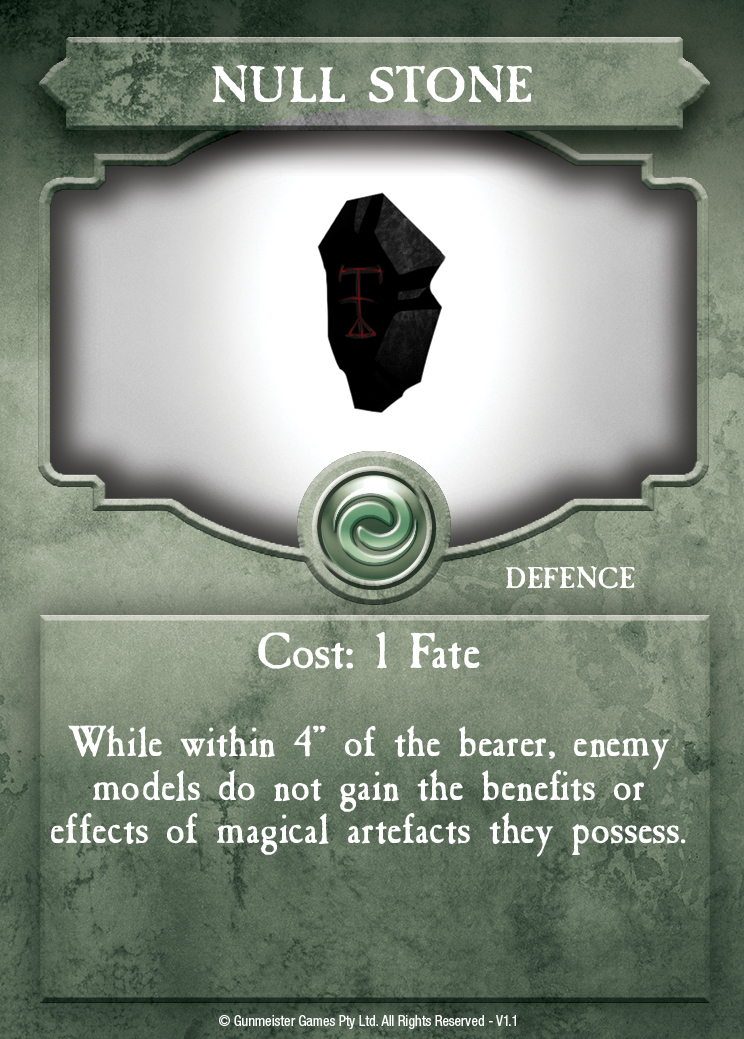 NULL STONE
DEFENCE
Cost: 1 Fate
While within 4” of the bearer, enemy
models do not gain the benefits or
effects of magical artefacts they possess.
© Gunmeister Games Pty Ltd. All Rights Reserved - V1.1